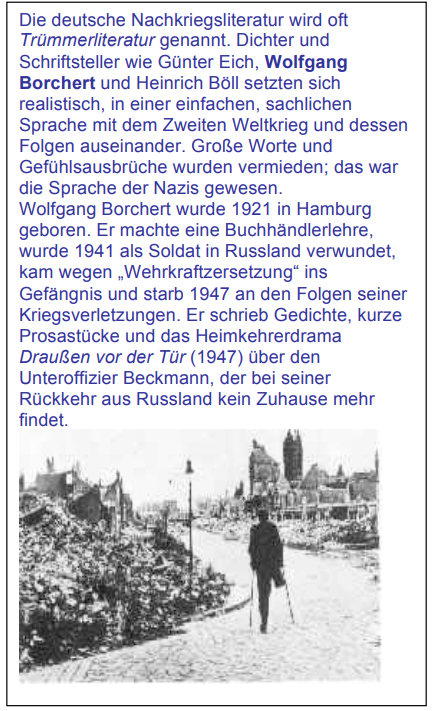 Die deutsche Nachkriegsliteratur wird oft
Trümmerliteratur genannt. Dichter und
Schriftsteller wie Günter Eich, Wolfgang
Borchert und Heinrich Böll setzten sich
realistisch, in einer einfachen, sachlichen
Sprache mit dem Zweiten Weltkrieg und dessen
Folgen auseinander. Große Worte und
Gefühlsausbrüche wurden vermieden; das war
die Sprache der Nazis gewesen.
Wolfgang Borchert wurde 1921 in Hamburg
geboren. Er machte eine Buchhändlerlehre,
wurde 1941 als Soldat in Russland verwundet,
kam wegen „Wehrkraftzersetzung“ ins
Gefängnis und starb 1947 an den Folgen seiner
Kriegsverletzungen. Er schrieb Gedichte, kurze
Prosastücke und das Heimkehrerdrama
Draußen vor der Tür (1947) über den
Unteroffizier Beckmann, der bei seiner
Rückkehr aus Russland kein Zuhause mehr
findet.